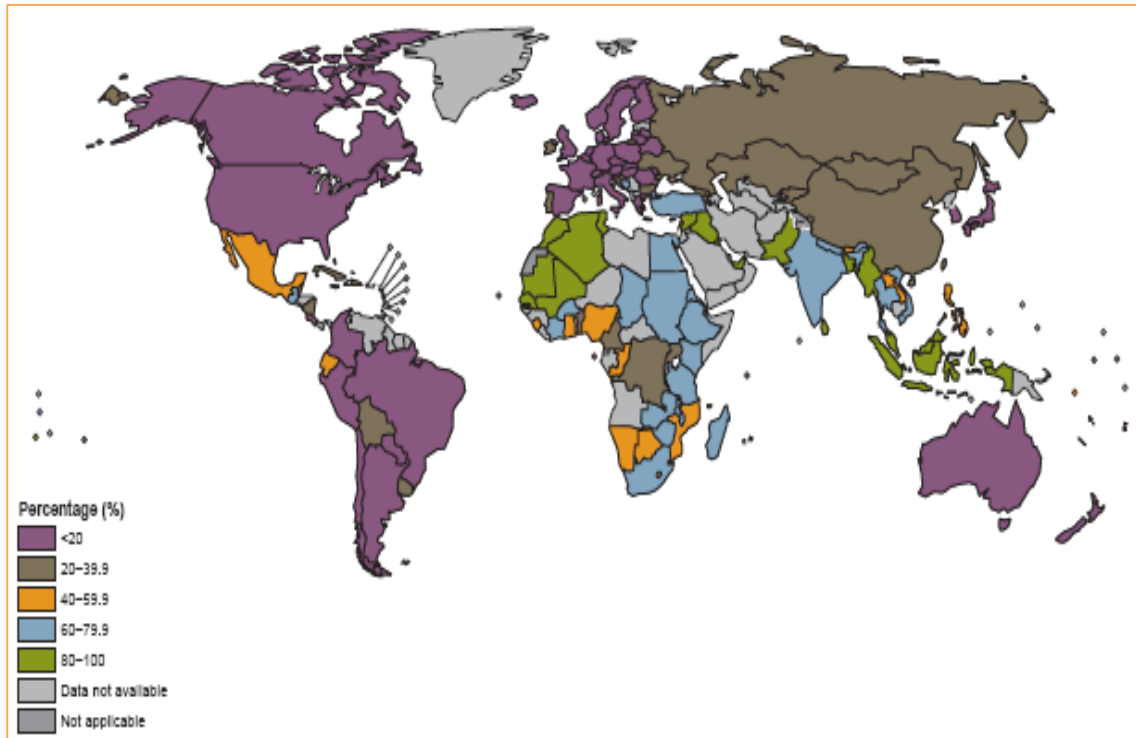 Percentage (%)
<20
20–39.9
40–59.9
60–79.9
80–100
Data not available
Not applicable